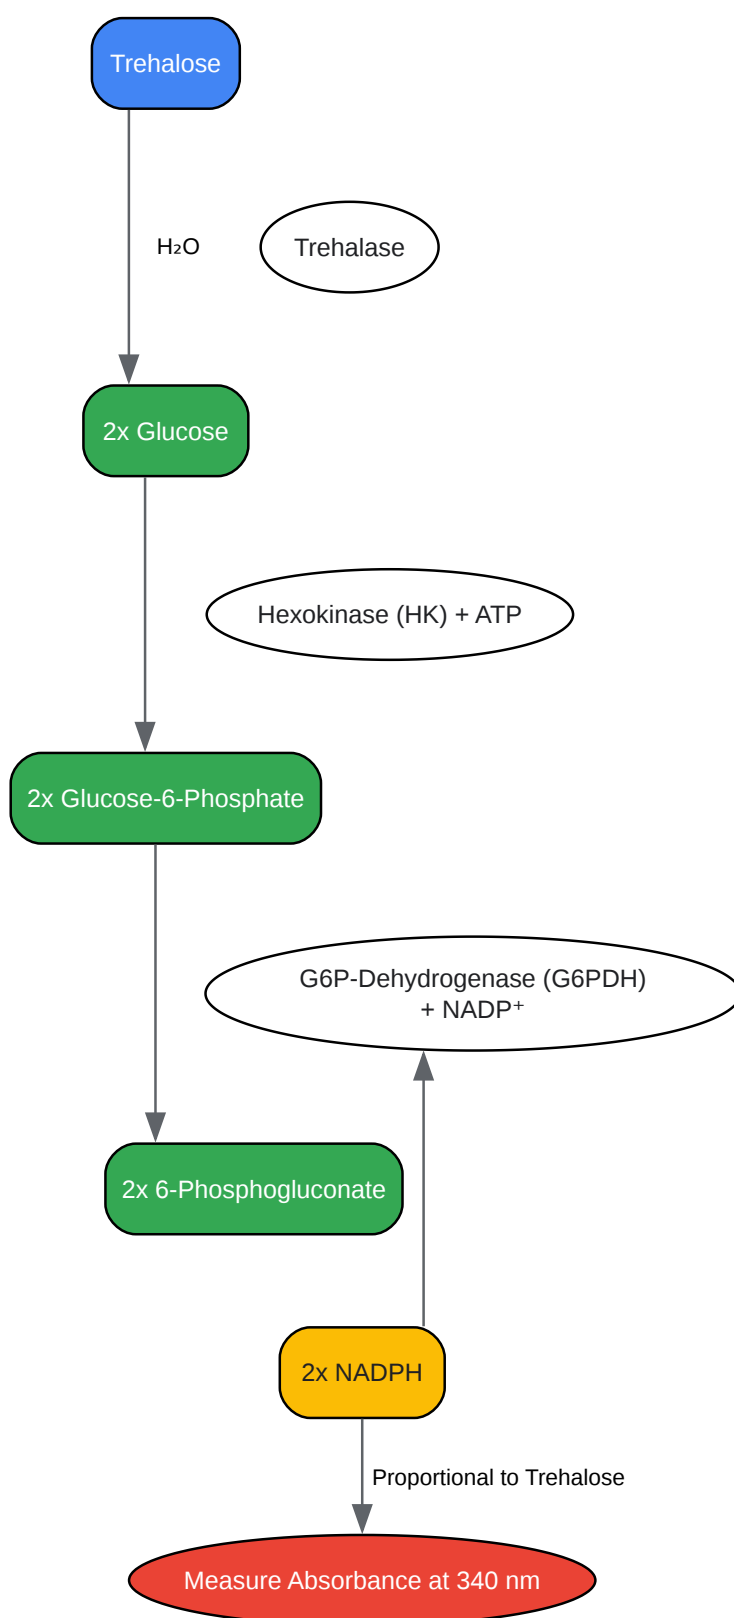 Trehalose
H₂O
Trehalase
2x Glucose
Hexokinase (HK) + ATP
2x Glucose-6-Phosphate
G6P-Dehydrogenase (G6PDH)
+ NADP⁺
2x 6-Phosphogluconate
2x NADPH
Proportional to Trehalose
Measure Absorbance at 340 nm